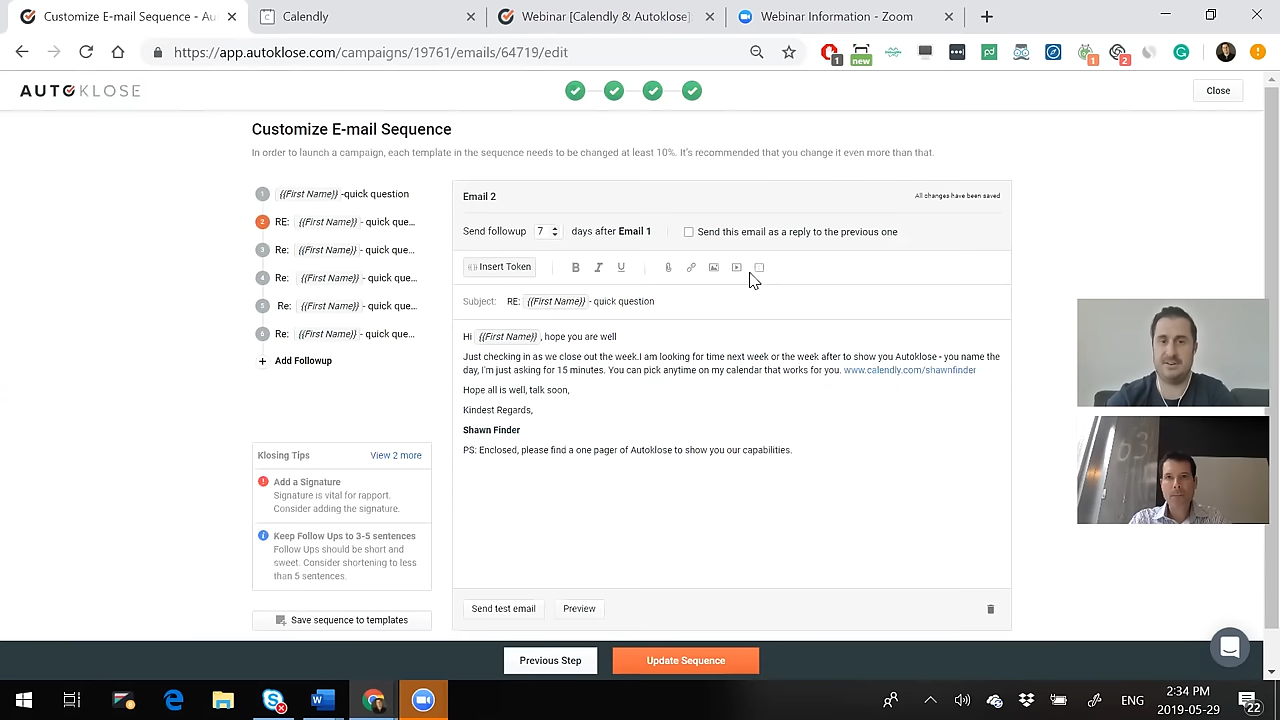 Customize E-mail Sequence - Au
Calendly
Webinar [Calendly & Autoklose]
Webinar Information - Zoom
https://app.autoklose.com/campaigns/19761/emails/64719/edit
1
new
1
2
AUTOKLOSE
Close
Customize E-mail Sequence
In order to launch a campaign, each template in the sequence needs to be changed at least 10%. It's recommended that you change it even more than that.
1 {{First Name}} -quick question
2 RE: {{First Name}} - quick que...
3 Re: {{First Name}} - quick que...
4 Re: {{First Name}} - quick que...
5 Re: {{First Name}} - quick que...
6 Re: {{First Name}} - quick que...
+ Add Followup
Email 2
All changes have been saved
Send followup 7 days after Email 1
Send this email as a reply to the previous one
Insert Token
B I U
Subject: RE: {{First Name}} - quick question
Hi {{First Name}} , hope you are well
Just checking in as we close out the week.I am looking for time next week or the week after to show you Autoklose - you name the
day, I'm just asking for 15 minutes. You can pick anytime on my calendar that works for you. www.calendly.com/shawnfinder
Hope all is well, talk soon,
Kindest Regards,
Shawn Finder
PS: Enclosed, please find a one pager of Autoklose to show you our capabilities.
Klosing Tips
View 2 more
Add a Signature
Signature is vital for rapport.
Consider adding the signature.
Keep Follow Ups to 3-5 sentences
Follow Ups should be short and
sweet. Consider shortening to less
than 5 sentences.
Save sequence to templates
Send test email
Preview
Previous Step
Update Sequence
63
ENG
2:34 PM
2019-05-29
22